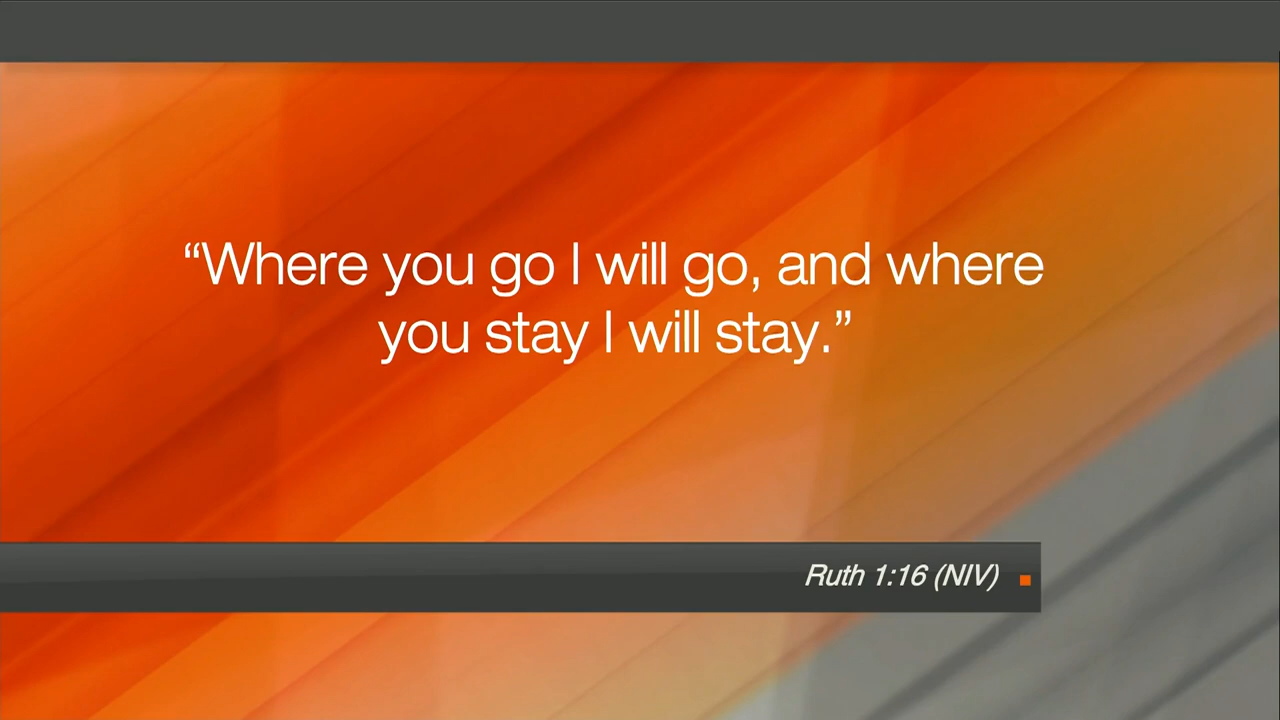 “Where you go I will go, and where
you stay I will stay.”
Ruth 1:16 (NIV)